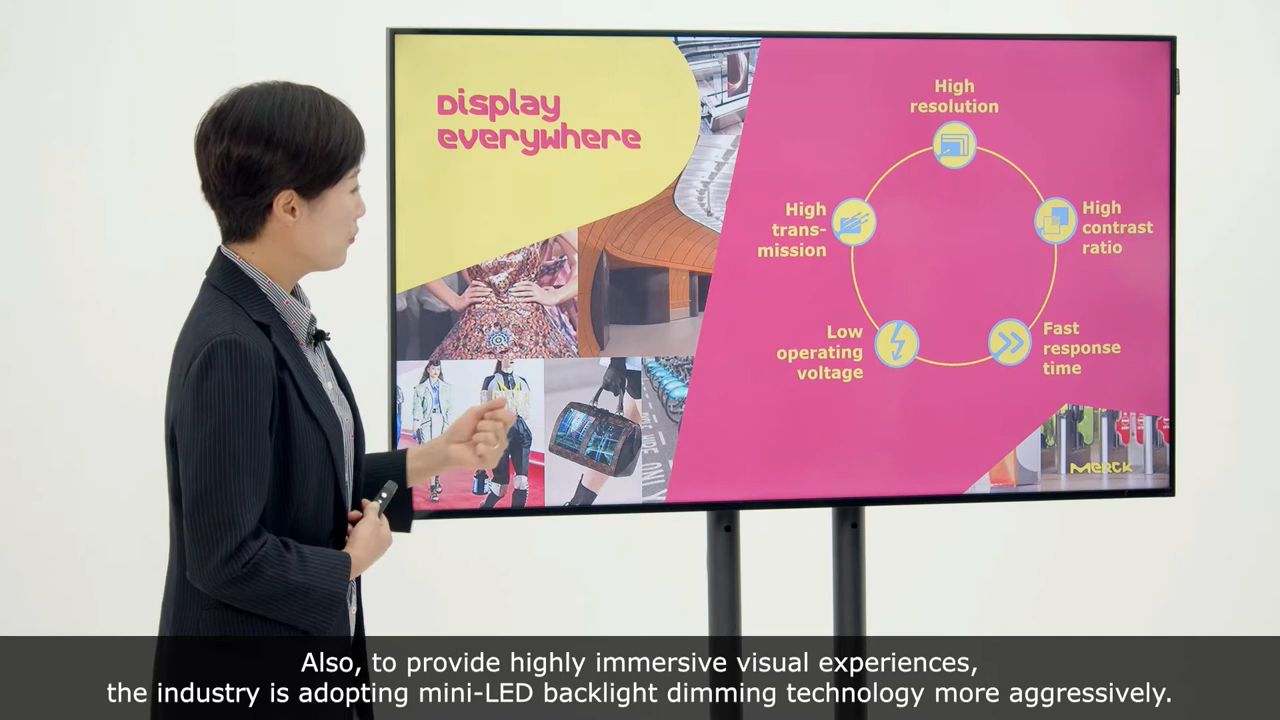 Display
everywhere
High
resolution
High
contrast
ratio
Fast
response
time
Low
operating
voltage
High
trans-
mission
MERCK
Also, to provide highly immersive visual experiences,
the industry is adopting mini-LED backlight dimming technology more aggressively.